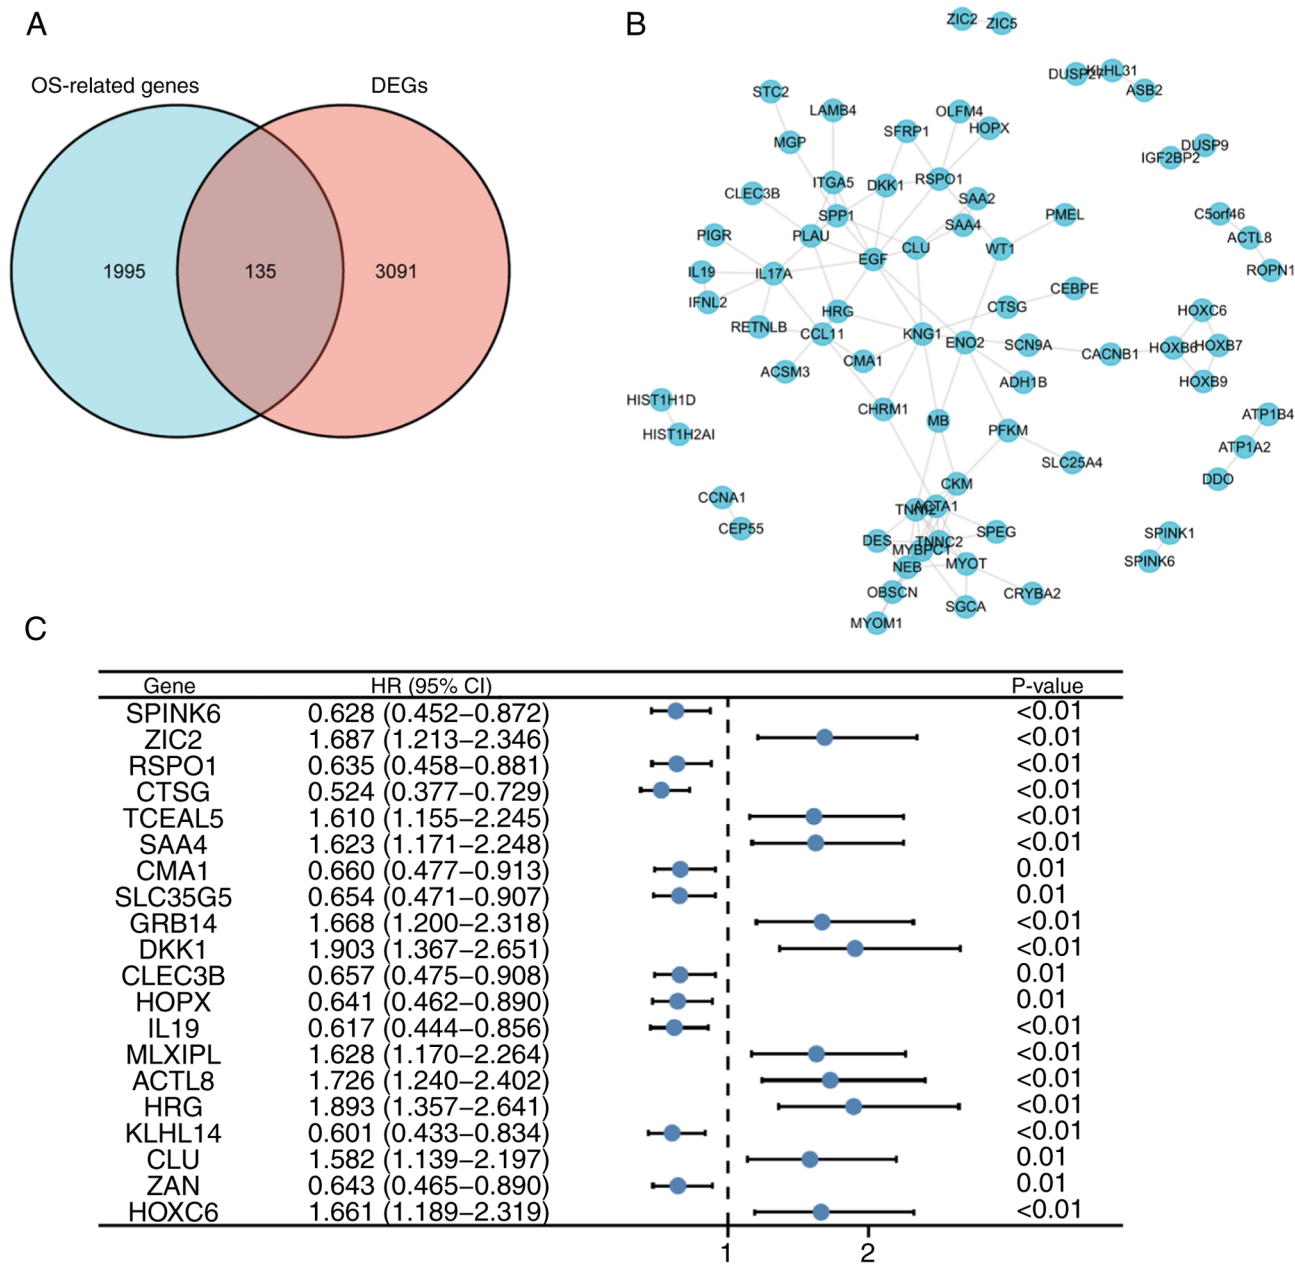 A
OS-related genes
DEGs
1995
135
3091
B
ZIC2
ZIC5
DUSP27
KLHL31
ASB2
STC2
LAMB4
OLFM4
HOPX
SFRP1
MGP
DUSP9
IGF2BP2
ITGA5
DKK1
RSPO1
CLEC3B
SAA2
SPP1
SAA4
PMEL
C5orf46
PIGR
PLAU
CLU
WT1
ACTL8
EGF
IL19
IL17A
ROPN1
IFNL2
HRG
CTSG
CEBPE
HOXC6
RETNLB
CCL11
KNG1
ENO2
SCN9A
CACNB1
HOXB6
HOXB7
ACSM3
CMA1
ADH1B
HOXB9
HIST1H1D
CHRM1
MB
PFKM
ATP1B4
HIST1H2AI
ATP1A2
SLC25A4
DDO
CKM
CCNA1
ACTA1
CEP55
SPEG
SPINK1
DES
TNNC2
MYBPC1
NEB
MYOT
SPINK6
OBSCN
SGCA
CRYBA2
MYOM1
C
Gene HR (95% CI) P-value
SPINK6 0.628 (0.452–0.872) <0.01
ZIC2 1.687 (1.213–2.346) <0.01
RSPO1 0.635 (0.458–0.881) <0.01
CTSG 0.524 (0.377–0.729) <0.01
TCEAL5 1.610 (1.155–2.245) <0.01
SAA4 1.623 (1.171–2.248) <0.01
CMA1 0.660 (0.477–0.913) 0.01
SLC35G5 0.654 (0.471–0.907) 0.01
GRB14 1.668 (1.200–2.318) <0.01
DKK1 1.903 (1.367–2.651) <0.01
CLEC3B 0.657 (0.475–0.908) 0.01
HOPX 0.641 (0.462–0.890) 0.01
IL19 0.617 (0.444–0.856) <0.01
MLXIPL 1.628 (1.170–2.264) <0.01
ACTL8 1.726 (1.240–2.402) <0.01
HRG 1.893 (1.357–2.641) <0.01
KLHL14 0.601 (0.433–0.834) <0.01
CLU 1.582 (1.139–2.197) 0.01
ZAN 0.643 (0.465–0.890) 0.01
HOXC6 1.661 (1.189–2.319) <0.01
1 2